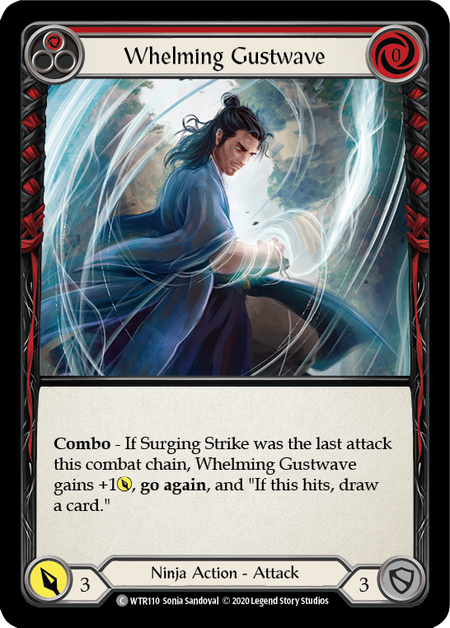 Whelming Gustwave
0
Combo - If Surging Strike was the last attack
this combat chain, Whelming Gustwave
gains +1, go again, and "If this hits, draw
a card."
3
Ninja Action - Attack
3
C WTR110 Sonia Sandoval © 2020 Legend Story Studios